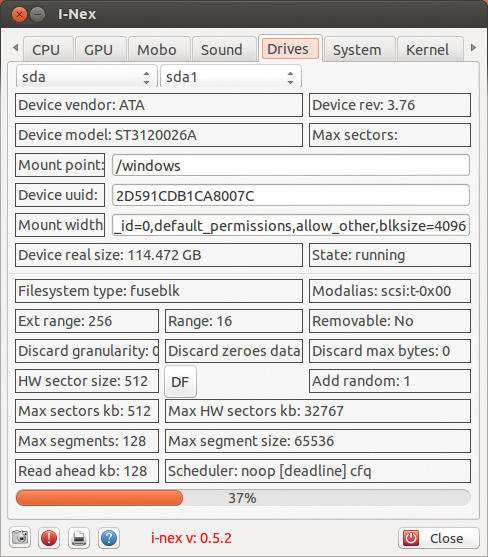 I-Nex
CPU GPU Mobo Sound Drives System Kernel
sda sda1
Device vendor: ATA Device rev: 3.76
Device model: ST3120026A Max sectors:
Mount point: /windows
Device uuid: 2D591CDB1CA8007C
Mount width _id=0,default_permissions,allow_other,blksize=4096
Device real size: 114.472 GB State: running
Filesystem type: fuseblk Modalias: scsi:t-0x00
Ext range: 256 Range: 16 Removable: No
Discard granularity: 0 Discard zeroes data Discard max bytes: 0
HW sector size: 512 DF Add random: 1
Max sectors kb: 512 Max HW sectors kb: 32767
Max segments: 128 Max segment size: 65536
Read ahead kb: 128 Scheduler: noop [deadline] cfq
37%
i-nex v: 0.5.2 Close